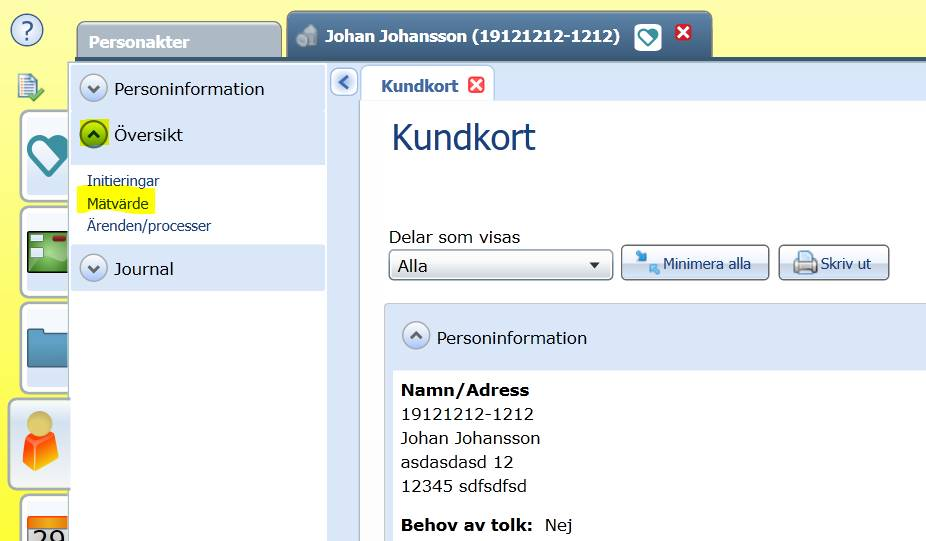 ?
Personakter
Johan Johansson (19121212-1212)
Personinformation
Översikt
Initieringar
Mätvärde
Ärenden/processer
Journal
29
Kundkort
Kundkort
Delar som visas
Alla
Minimera alla
Skriv ut
Personinformation
Namn/Adress
19121212-1212
Johan Johansson
asdasdasd 12
12345 sdfsdfsd
Behov av tolk: Nej